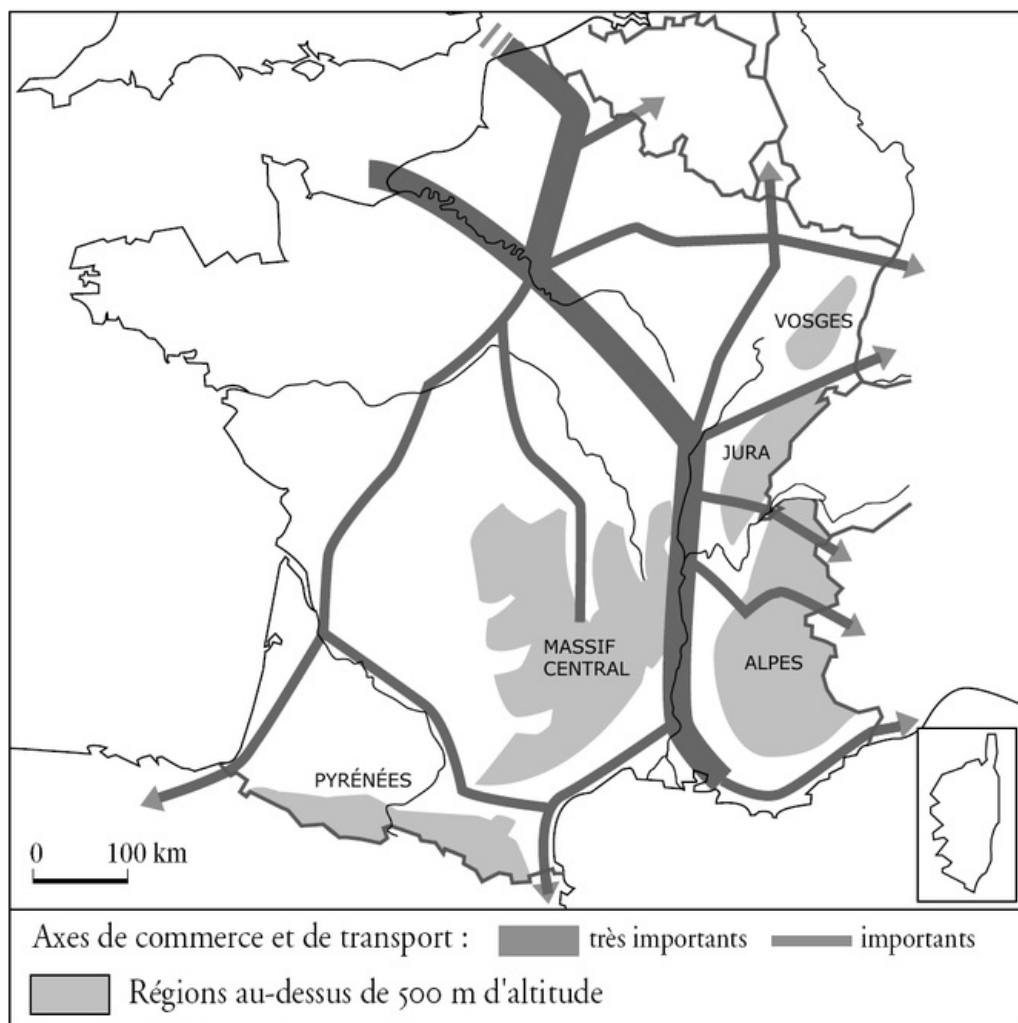 VOSGES
JURA
MASSIF
CENTRAL
ALPES
PYRÉNÉES
0 100 km
Axes de commerce et de transport : très importants importants
Régions au-dessus de 500 m d'altitude